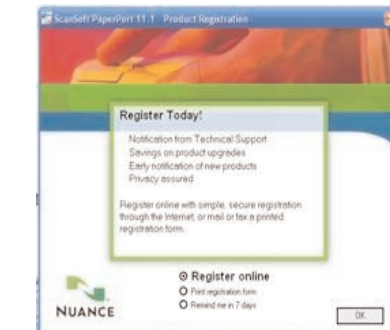 ScanSoft PaperPort 11.1 Product Registration
Register Today!
Notification from Technical Support
Savings on product upgrades
Early notification of new products
Privacy assured
Register online with simple, secure registration
through the Internet, or mail or fax a printed
registration form.
Register online
Print registration form
Remind me in 7 days
NUANCE
OK